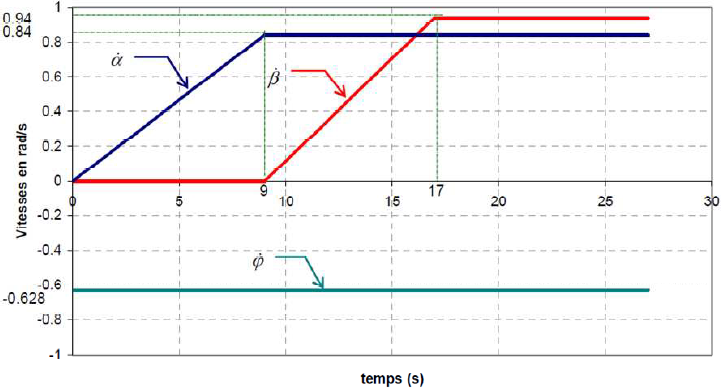 1
0.94
0.84
0.8
0.6
0.4
0.2
0
-0.2
-0.4
-0.6
-0.628
-0.8
-1
Vitesses en rad/s
α̇
β̇
φ̇
0 5 9 10 15 17 20 25 30
temps (s)